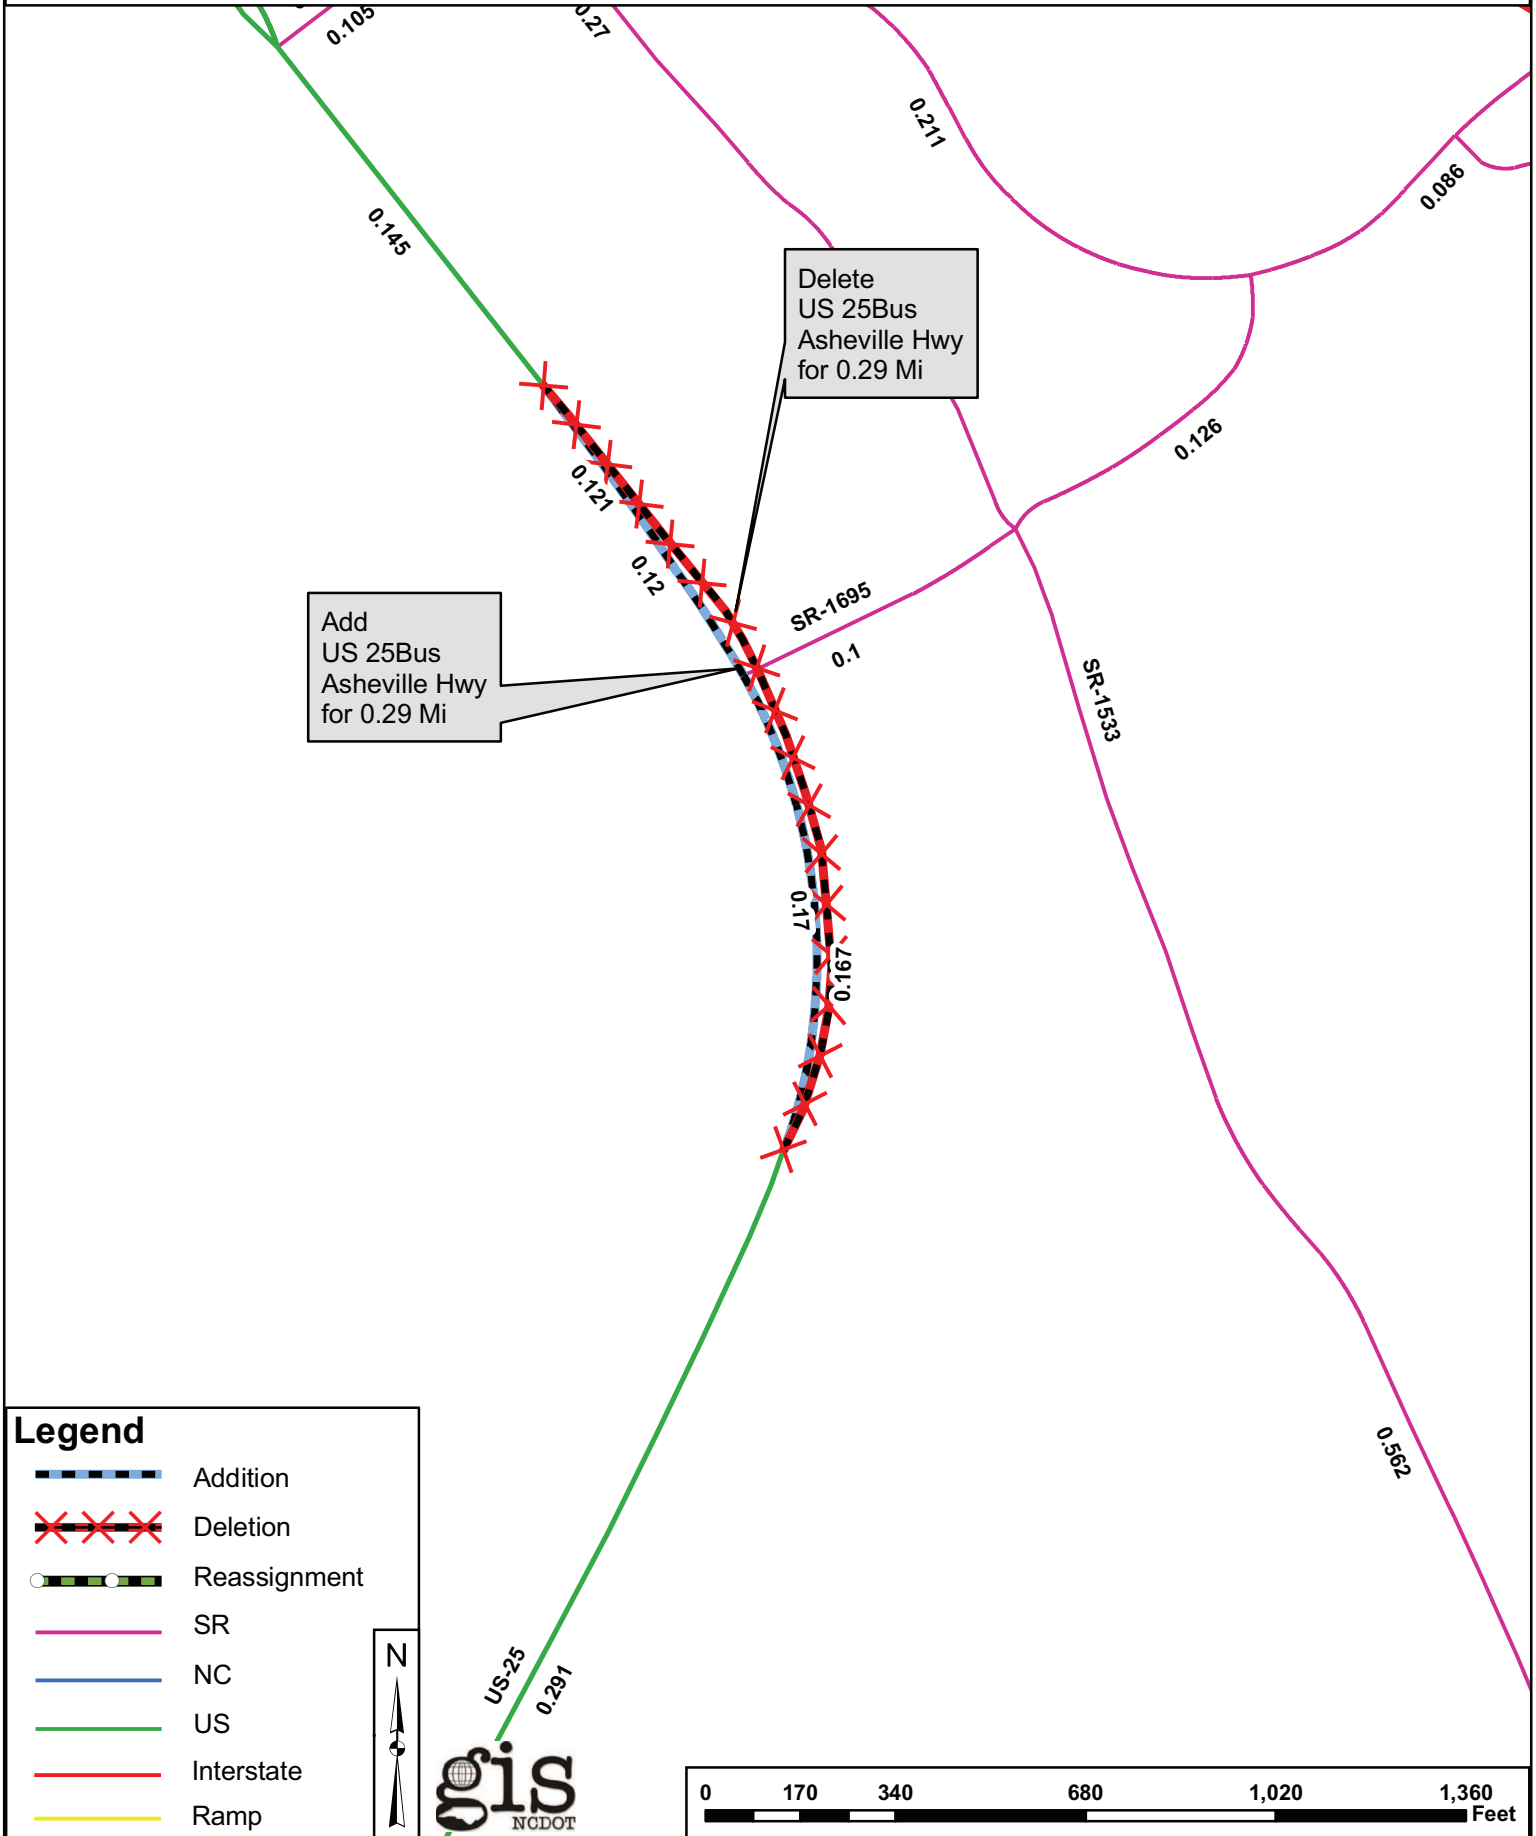 0.105
0.27
0.211
0.086
0.145
Delete
US 25Bus
Asheville Hwy
for 0.29 Mi
0.126
0.121
0.12
SR-1695
0.1
Add
US 25Bus
Asheville Hwy
for 0.29 Mi
SR-1533
0.17
0.167
0.562
US-25
0.291
Legend
Addition
Deletion
Reassignment
SR
NC
US
Interstate
Ramp
N
gis
NCDOT
0 170 340 680 1,020 1,360
Feet